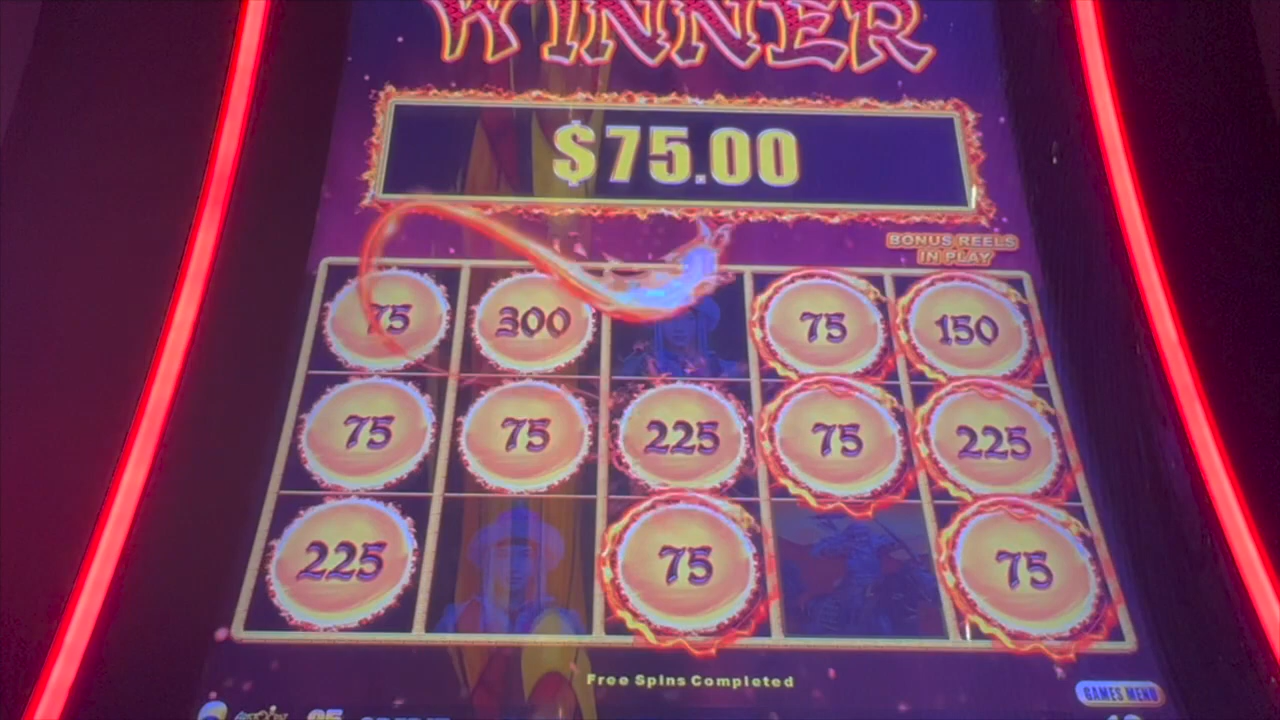 WINNER
$75.00
BONUS REELS
IN PLAY
75 300 75 150
75 75 225 75 225
225 75 75
Free Spins Completed
GAMES MENU